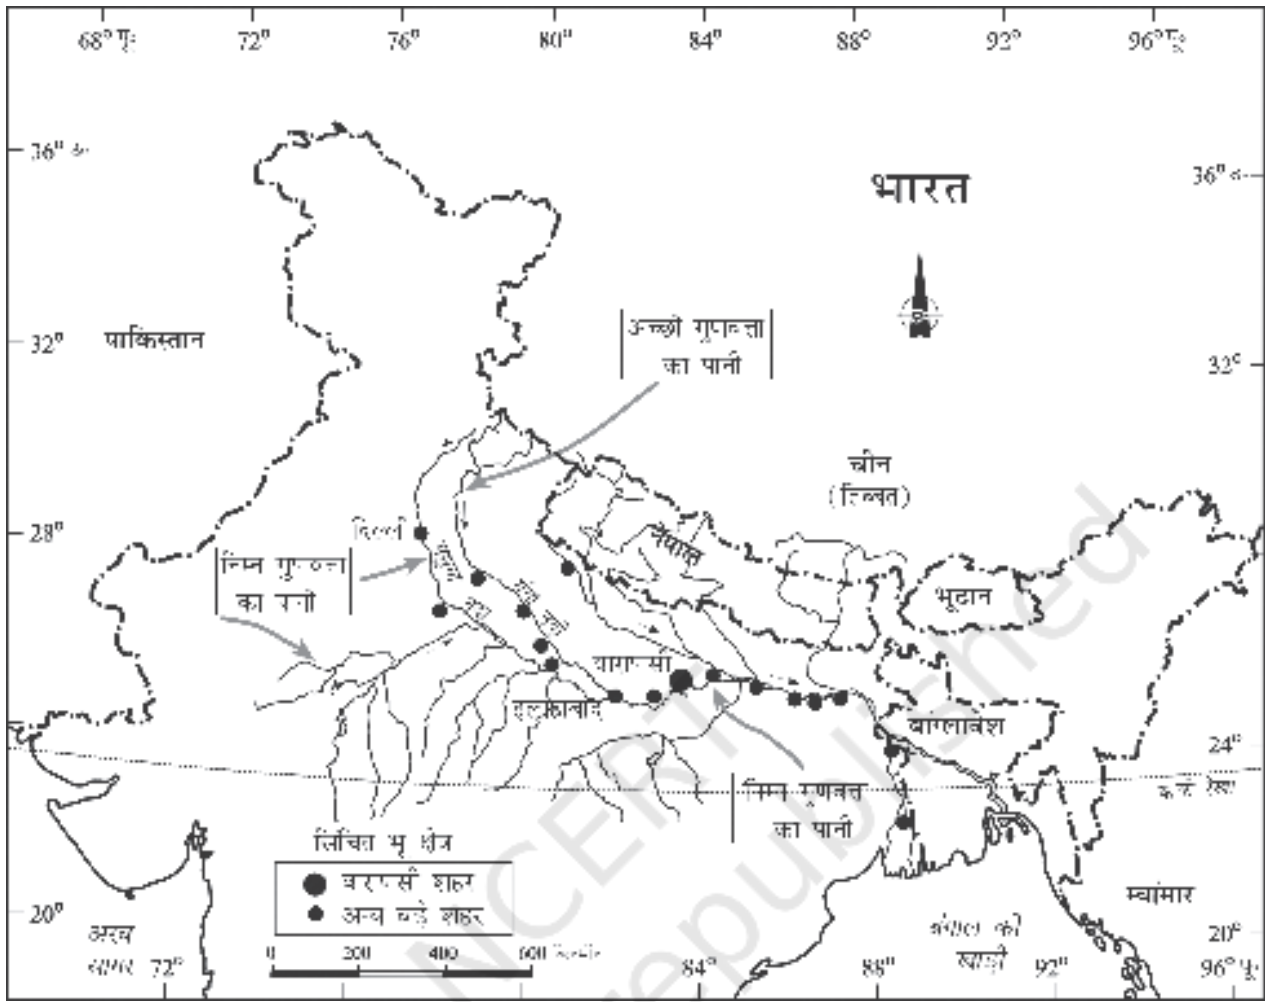 68° पू॰
72°
76°
80°
84°
88°
92°
96° पू॰
36° उ॰
36° उ॰
भारत
पाकिस्तान
32°
32°
अच्छी गुणवत्ता
का पानी
चीन
(तिब्बत)
28°
दिल्ली
नेपाल
निम्न गुणवत्ता
का पानी
भूटान
वाराणसी
इलाहाबाद
बांग्लादेश
24°
कर्क रेखा
निम्न गुणवत्ता
का पानी
सिंचित भू क्षेत्र
वाराणसी शहर
अन्य बड़े शहर
म्यांमार
20°
20°
अरब
सागर
72°
0 200 400 600
84°
88°
92°
96° पू॰
बंगाल की
खाड़ी
NCERT
republished